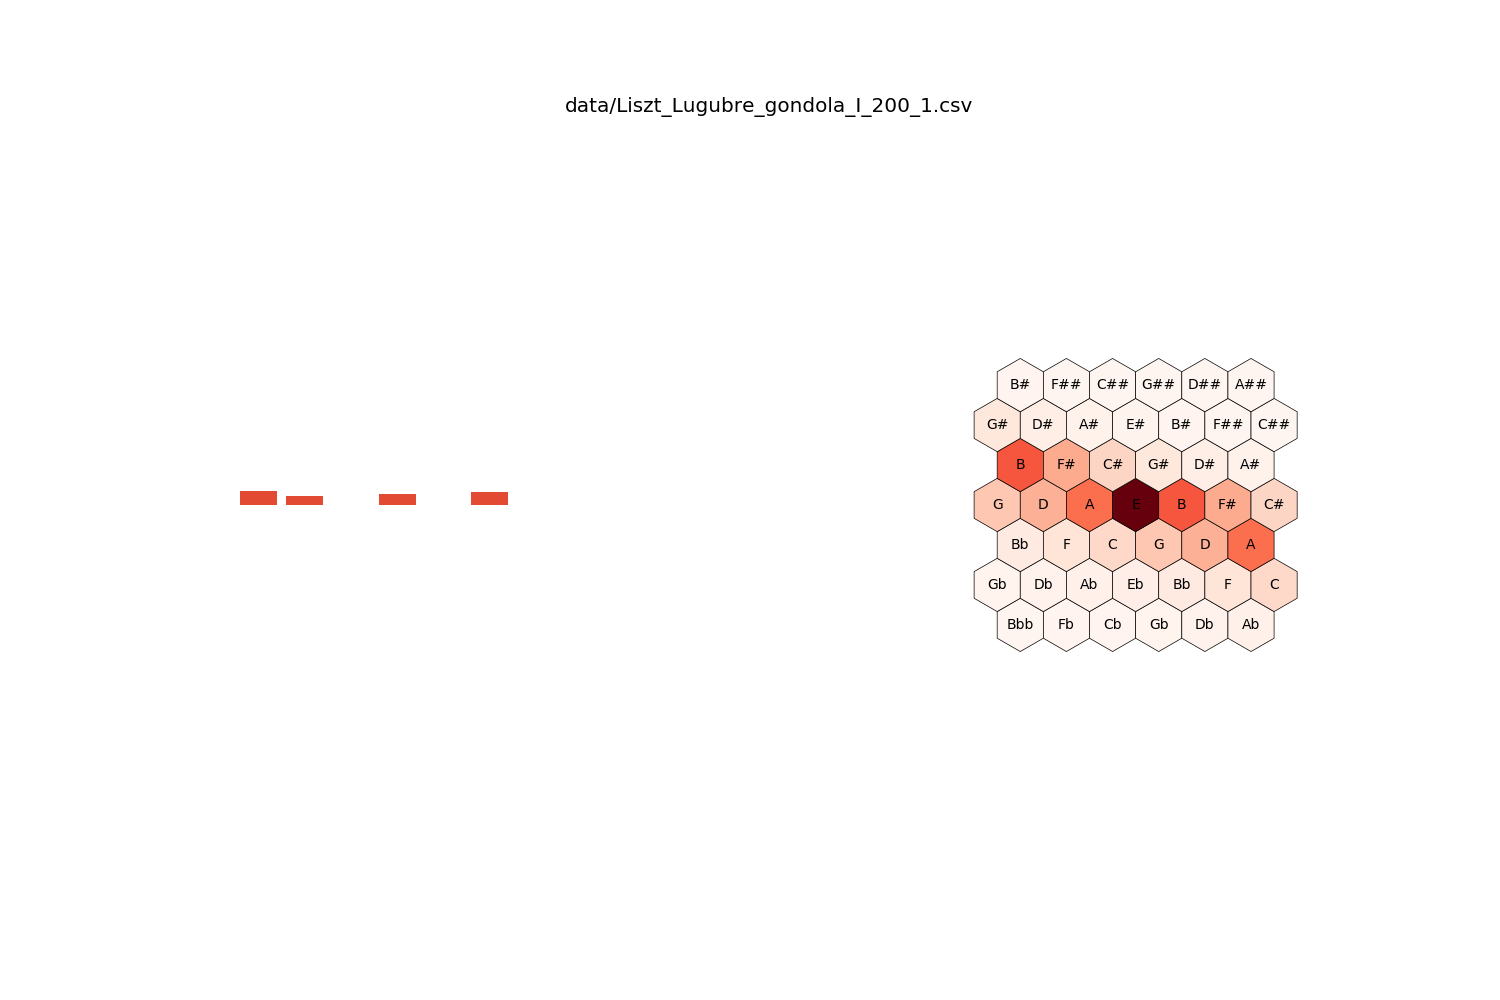 data/Liszt_Lugubre_gondola_I_200_1.csv
B# F## C## G## D## A##
G# D# A# E# B# F## C##
B F# C# G# D# A#
G D A E B F# C#
Bb F C G D A
Gb Db Ab Eb Bb F C
Bbb Fb Cb Gb Db Ab